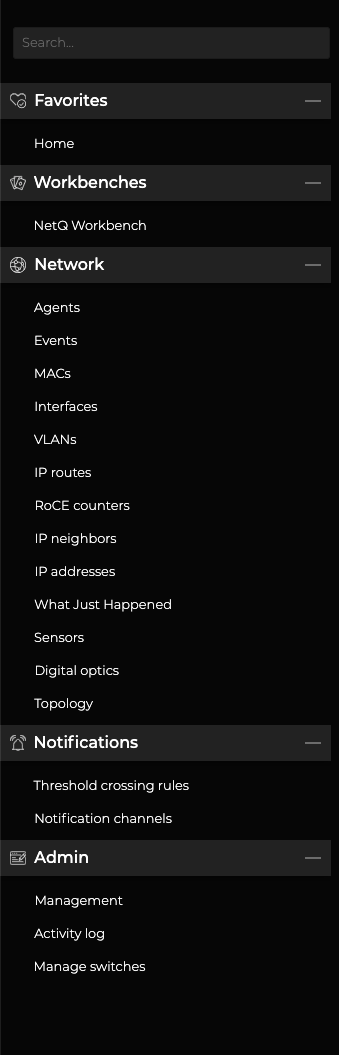 Search...
Favorites
Home
Workbenches
NetQ Workbench
Network
Agents
Events
MACs
Interfaces
VLANs
IP routes
RoCE counters
IP neighbors
IP addresses
What Just Happened
Sensors
Digital optics
Topology
Notifications
Threshold crossing rules
Notification channels
Admin
Management
Activity log
Manage switches